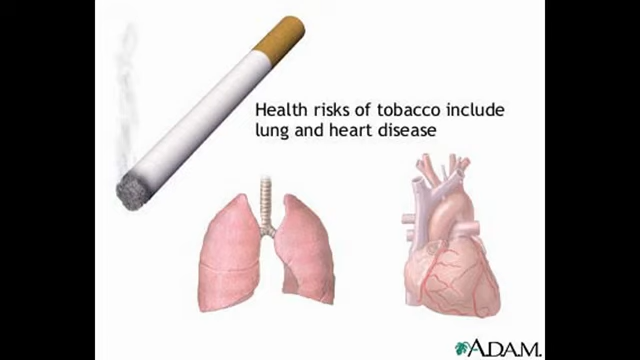 Health risks of tobacco include
lung and heart disease
A.D.A.M.